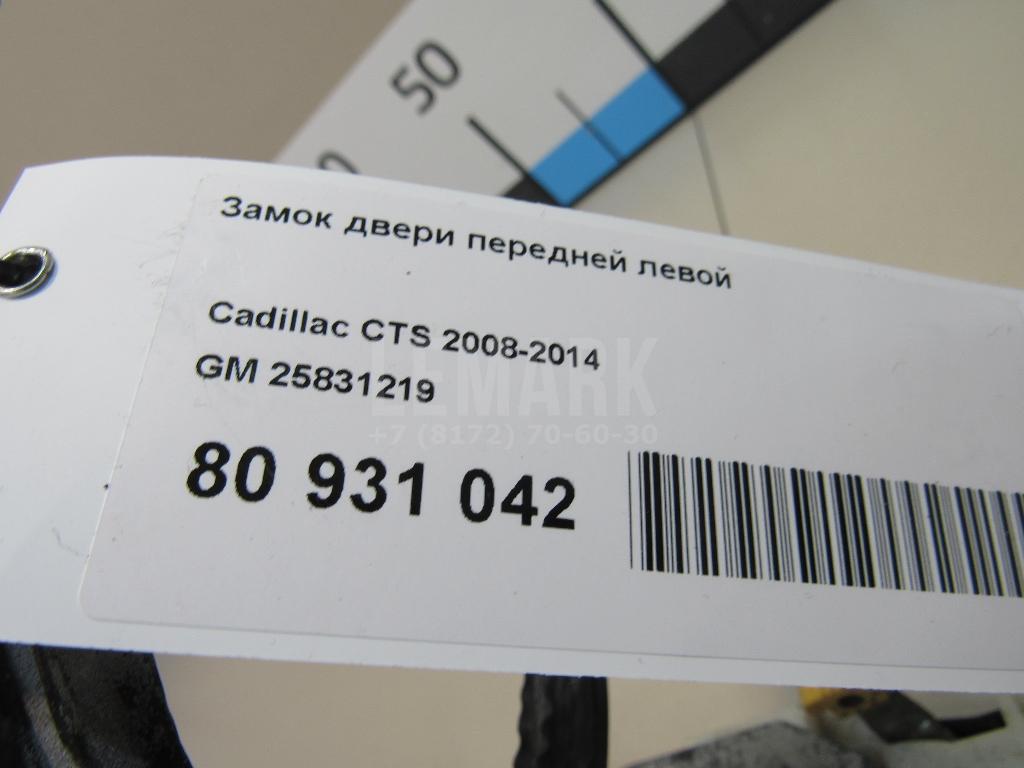 50
Замок двери передней левой
Cadillac CTS 2008-2014
GM 25831219
LEMARK
+7 (8172) 70-60-30
80 931 042